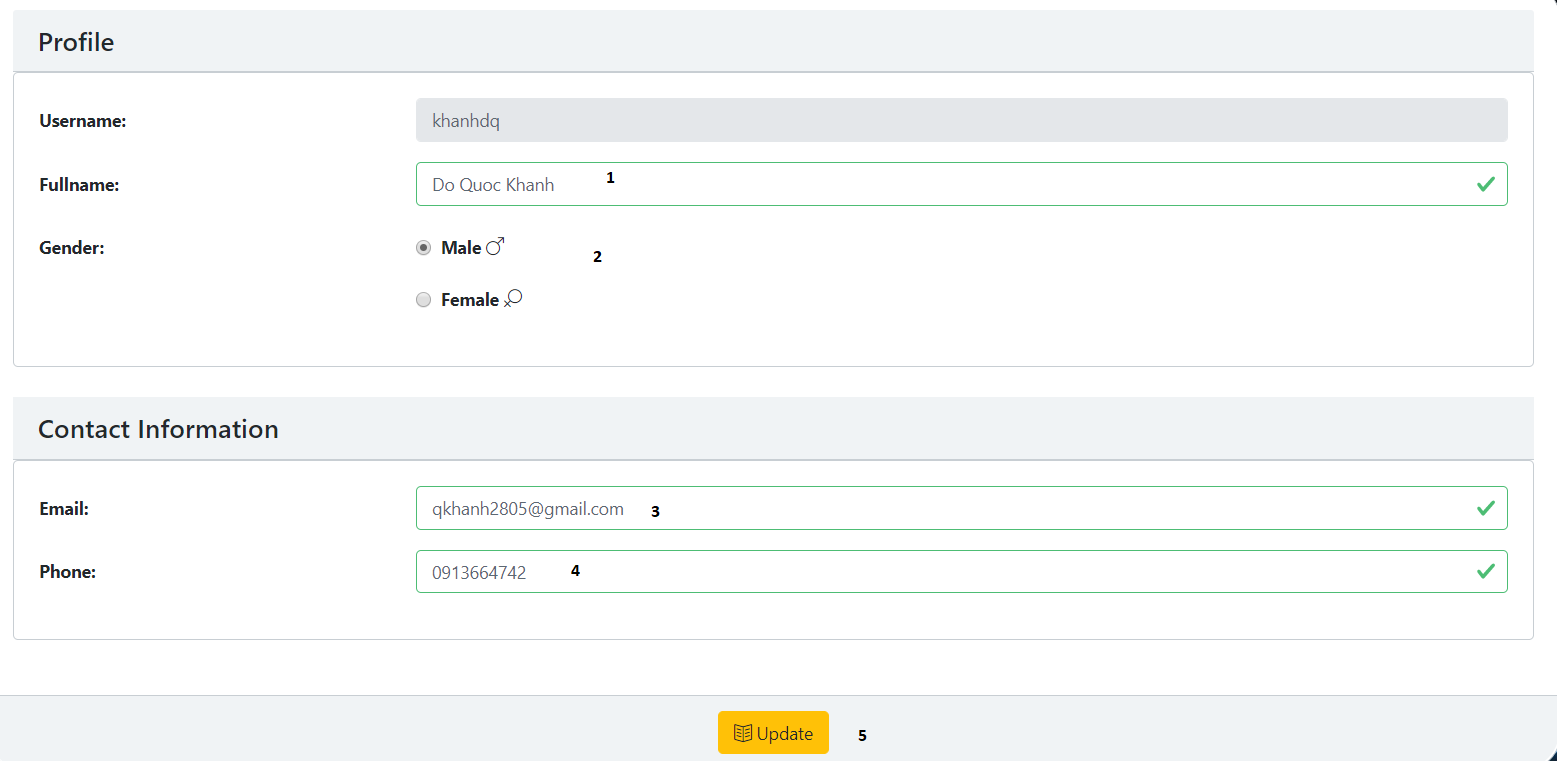 Profile
Username: khanhdq
Fullname: Do Quoc Khanh 1
Gender: Male 2
Female
Contact Information
Email: qkhanh2805@gmail.com 3
Phone: 0913664742 4
Update 5